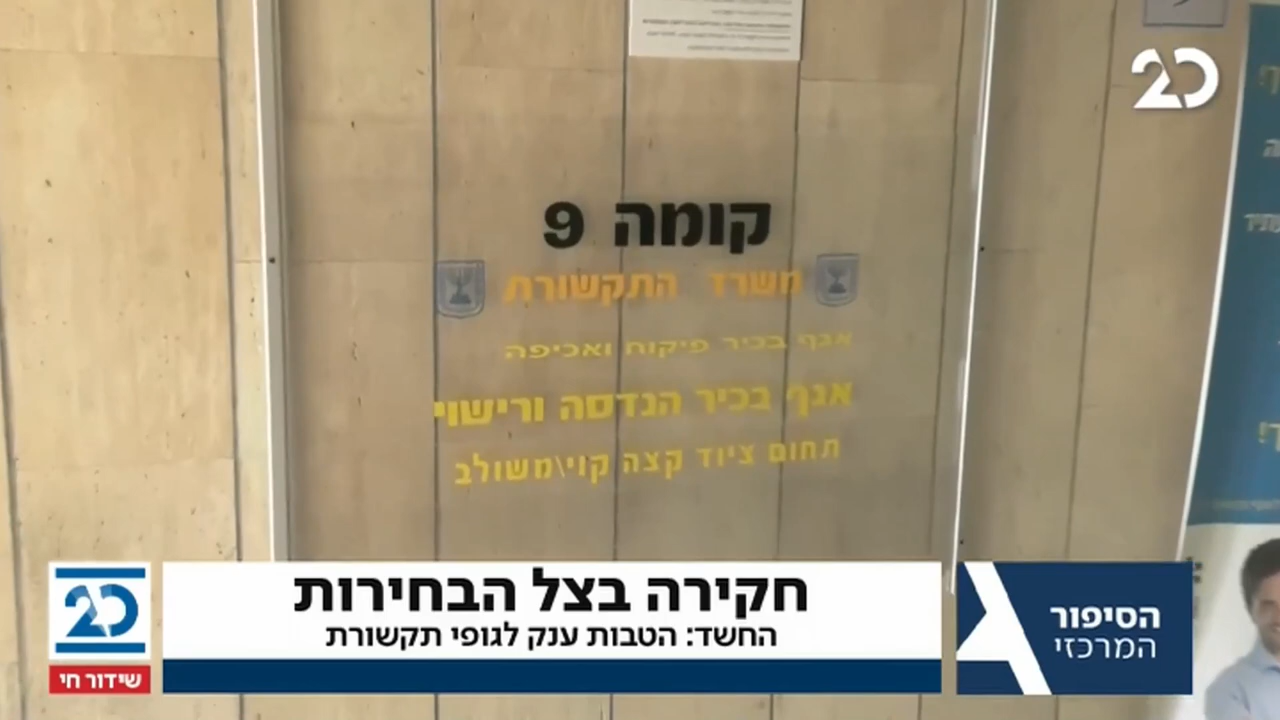 20
קומה 9
משרד התקשורת
אגף בכיר פיקוח ואכיפה
אגף בכיר הנדסה ורישוי
תחום ציוד קצה קוי\משולב
חקירה בצל הבחירות
החשד: הטבות ענק לגופי תקשורת
הסיפור
המרכזי
20
שידור חי